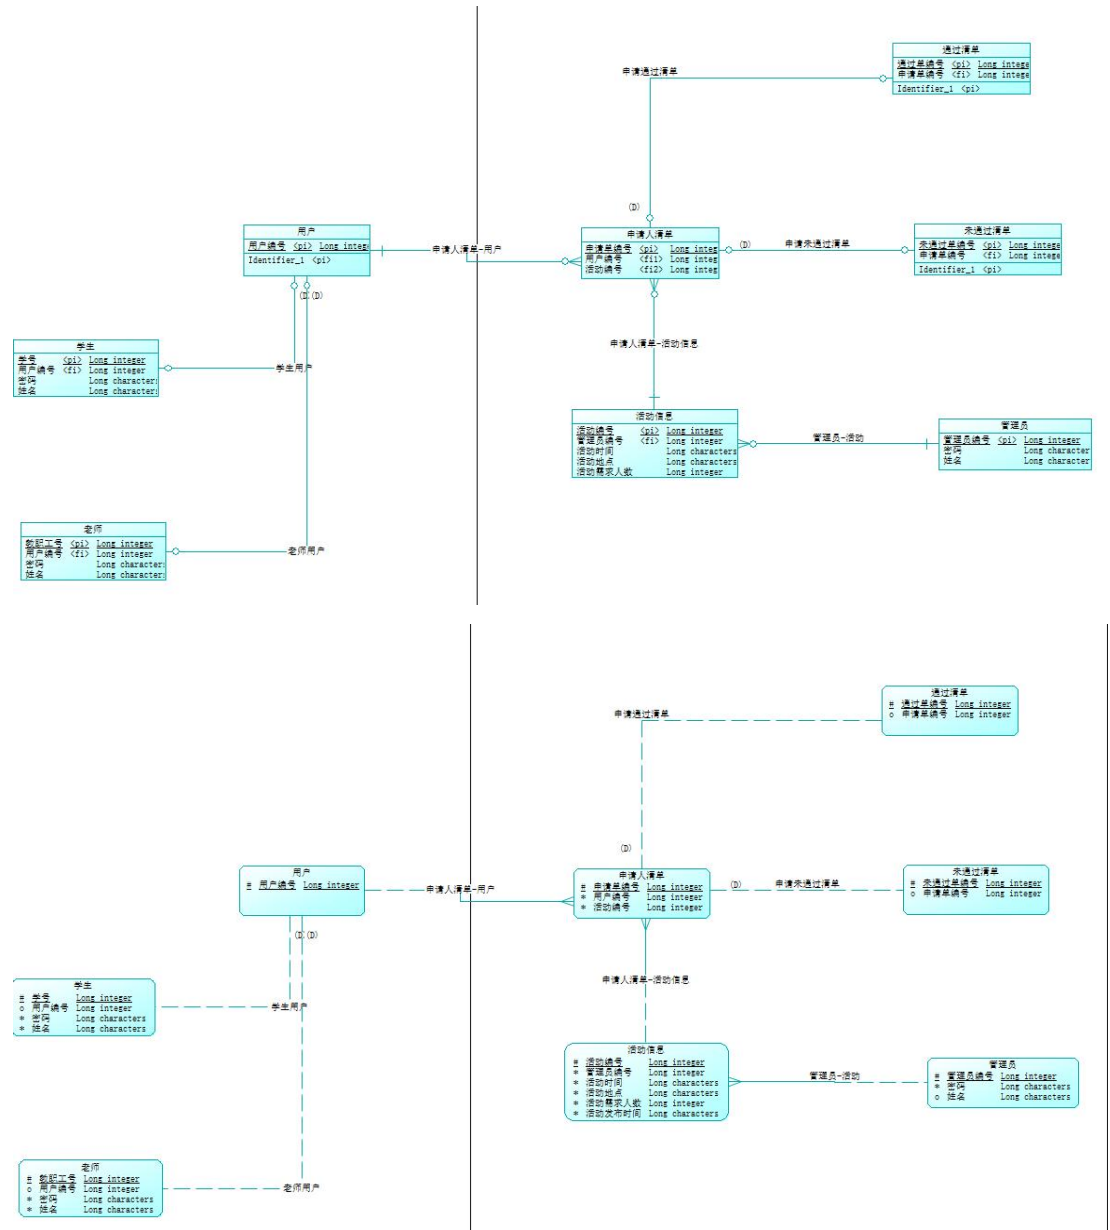 通过清单
通过单编号 <pi> Long intege
申请单编号 <fi> Long intege
Identifier_1 <pi>
申请通过清单
(D)
用户
用户编号 <pi> Long integ
Identifier_1 <pi>
申请人清单-用户
申请人清单
申请单编号 <pi> Long integ
用户编号 <fi1> Long integ
活动编号 <fi2> Long integ
(D)
申请未通过清单
未通过清单
未通过单编号 <pi> Long intege
申请单编号 <fi> Long intege
Identifier_1 <pi>
(D)(D)
学生
学号 <pi> Long integer
用户编号 <fi> Long integer
密码 Long characters
姓名 Long characters
学生用户
申请人清单-活动信息
活动信息
活动编号 <pi> Long integer
管理员编号 <fi> Long integer
活动时间 Long characters
活动地点 Long characters
活动需求人数 Long integer
管理员-活动
管理员
管理员编号 <pi> Long integer
密码 Long character
姓名 Long character
老师
教职工号 <pi> Long integer
用户编号 <fi> Long integer
密码 Long characters
姓名 Long characters
老师用户
通过清单
# 通过单编号 Long integer
o 申请单编号 Long integer
申请通过清单
(D)
用户
# 用户编号 Long integer
申请人清单-用户
申请人清单
# 申请单编号 Long integer
* 用户编号 Long integer
* 活动编号 Long integer
(D)
申请未通过清单
未通过清单
# 未通过单编号 Long integer
o 申请单编号 Long integer
(D)(D)
学生
# 学号 Long integer
o 用户编号 Long integer
* 密码 Long characters
* 姓名 Long characters
学生用户
申请人清单-活动信息
活动信息
# 活动编号 Long integer
* 管理员编号 Long integer
* 活动时间 Long characters
* 活动地点 Long characters
* 活动需求人数 Long integer
* 活动发布时间 Long characters
管理员-活动
管理员
# 管理员编号 Long integer
* 密码 Long characters
o 姓名 Long characters
老师
# 教职工号 Long integer
o 用户编号 Long integer
* 密码 Long characters
* 姓名 Long characters
老师用户